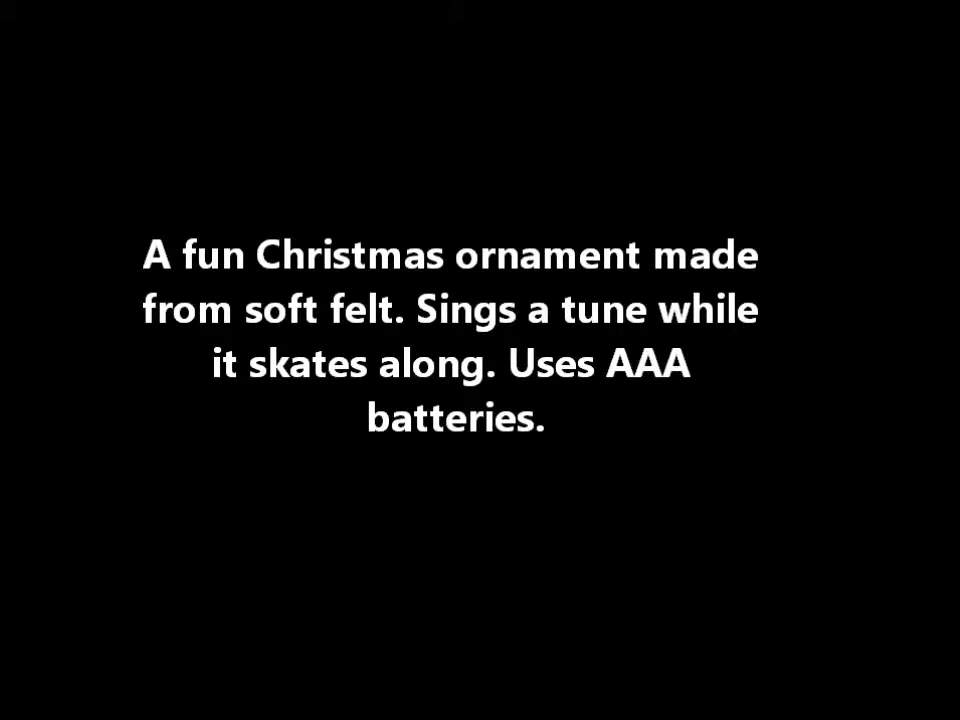 A fun Christmas ornament made
from soft felt. Sings a tune while
it skates along. Uses AAA
batteries.